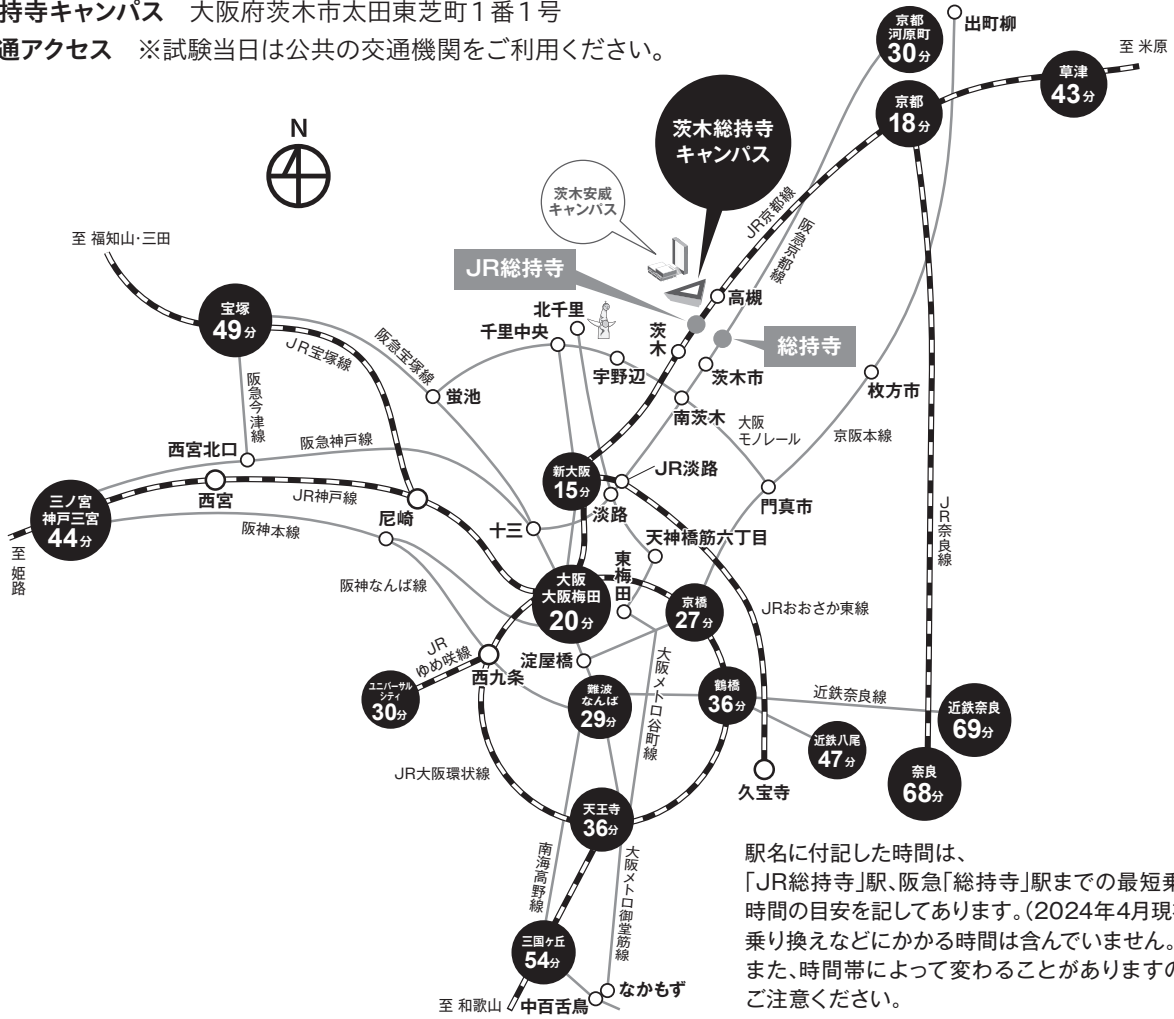 持寺キャンパス 大阪府茨木市太田東芝町1番1号
通アクセス ※試験当日は公共の交通機関をご利用ください。
京都
河原町
30分
出町柳
至 米原
草津
43分
京都
18分
茨木総持寺
キャンパス
N
茨木安威
キャンパス
JR京都線
阪急京都線
至 福知山・三田
JR総持寺
高槻
北千里
千里中央
茨木
総持寺
宝塚
49分
JR宝塚線
阪急宝塚線
宇野辺
茨木市
枚方市
阪急今津線
蛍池
南茨木
大阪
モノレール
京阪本線
西宮北口
阪急神戸線
新大阪
15分
JR淡路
西宮
JR神戸線
三ノ宮
神戸三宮
44分
尼崎
淡路
門真市
JR奈良線
阪神本線
十三
天神橋筋六丁目
至 姫路
東梅田
阪神なんば線
大阪
大阪梅田
20分
京橋
27分
JRおおさか東線
JR
ゆめ咲線
西九条
淀屋橋
大阪メトロ谷町線
ユニバーサル
シティ
30分
難波
なんば
29分
鶴橋
36分
近鉄奈良線
近鉄奈良
69分
近鉄八尾
47分
JR大阪環状線
久宝寺
奈良
68分
天王寺
36分
南海高野線
大阪メトロ御堂筋線
三国ヶ丘
54分
なかもず
至 和歌山
中百舌鳥
駅名に付記した時間は、
「JR総持寺」駅、阪急「総持寺」駅までの最短乗
時間の目安を記してあります。（2024年4月現
乗り換えなどにかかる時間は含んでいません。
また、時間帯によって変わることがありますの
ご注意ください。